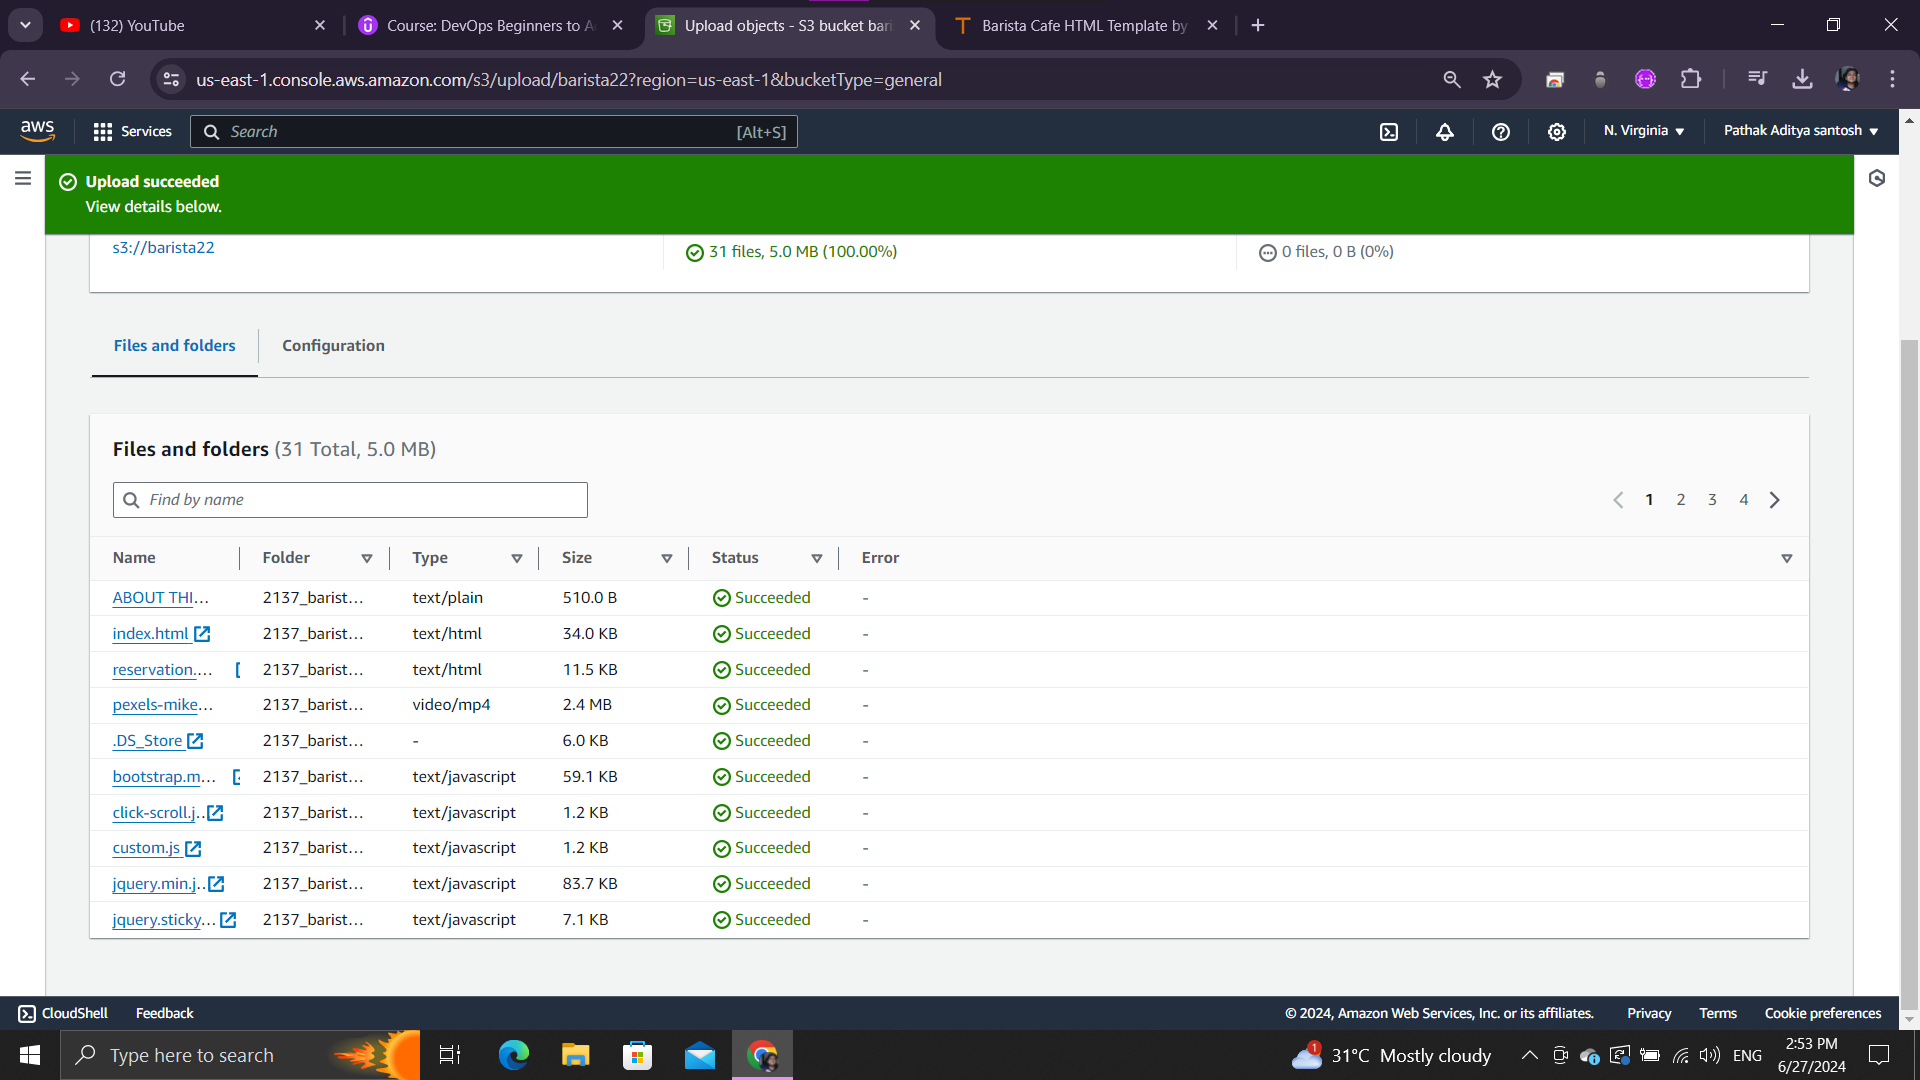 (132) YouTube
Course: DevOps Beginners to A
Upload objects - S3 bucket bari
Barista Cafe HTML Template by
us-east-1.console.aws.amazon.com/s3/upload/barista22?region=us-east-1&bucketType=general
aws
Services
Search
[Alt+S]
N. Virginia
Pathak Aditya santosh
Upload succeeded
View details below.
s3://barista22
31 files, 5.0 MB (100.00%)
0 files, 0 B (0%)
Files and folders
Configuration
Files and folders (31 Total, 5.0 MB)
Find by name
1 2 3 4
Name Folder Type Size Status Error
ABOUT THI... 2137_barist... text/plain 510.0 B Succeeded -
index.html 2137_barist... text/html 34.0 KB Succeeded -
reservation.... 2137_barist... text/html 11.5 KB Succeeded -
pexels-mike... 2137_barist... video/mp4 2.4 MB Succeeded -
.DS_Store 2137_barist... - 6.0 KB Succeeded -
bootstrap.m... 2137_barist... text/javascript 59.1 KB Succeeded -
click-scroll.j... 2137_barist... text/javascript 1.2 KB Succeeded -
custom.js 2137_barist... text/javascript 1.2 KB Succeeded -
jquery.min.j... 2137_barist... text/javascript 83.7 KB Succeeded -
jquery.sticky... 2137_barist... text/javascript 7.1 KB Succeeded -
CloudShell
Feedback
© 2024, Amazon Web Services, Inc. or its affiliates.
Privacy
Terms
Cookie preferences
Type here to search
1
31°C Mostly cloudy
ENG
2:53 PM
6/27/2024